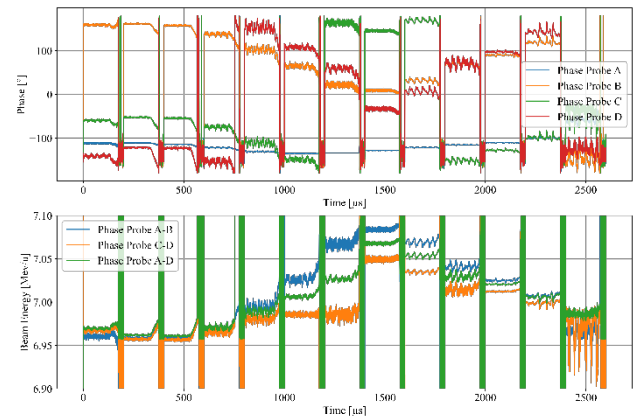 100
0
−100
Phase [°]
Phase Probe A
Phase Probe B
Phase Probe C
Phase Probe D
0
500
1000
1500
2000
2500
Time [µs]
7.10
7.05
7.00
6.95
6.90
Beam Energy [Mev/u]
Phase Probe A-B
Phase Probe C-D
Phase Probe A-D
0
500
1000
1500
2000
2500
Time [µs]